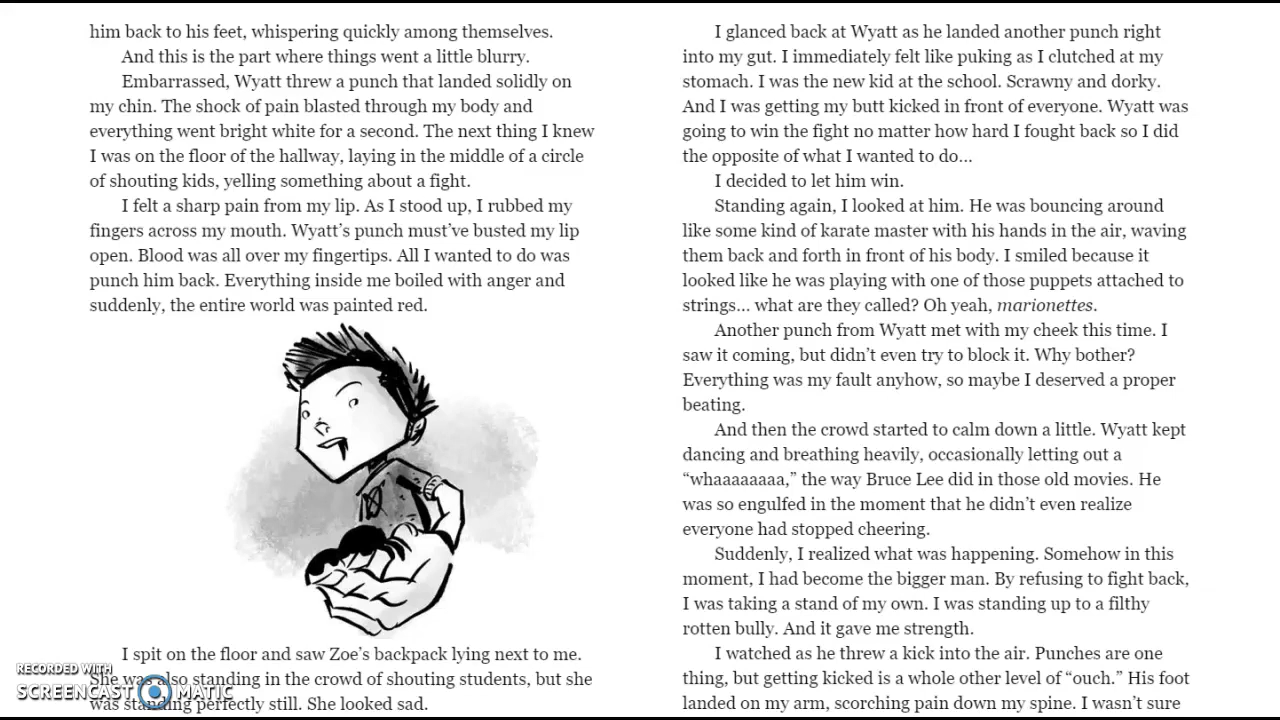 him back to his feet, whispering quickly among themselves.
And this is the part where things went a little blurry.
Embarrassed, Wyatt threw a punch that landed solidly on
my chin. The shock of pain blasted through my body and
everything went bright white for a second. The next thing I knew
I was on the floor of the hallway, laying in the middle of a circle
of shouting kids, yelling something about a fight.
I felt a sharp pain from my lip. As I stood up, I rubbed my
fingers across my mouth. Wyatt’s punch must’ve busted my lip
open. Blood was all over my fingertips. All I wanted to do was
punch him back. Everything inside me boiled with anger and
suddenly, the entire world was painted red.
I spit on the floor and saw Zoe’s backpack lying next to me.
She was also standing in the crowd of shouting students, but she
was standing perfectly still. She looked sad.
I glanced back at Wyatt as he landed another punch right
into my gut. I immediately felt like puking as I clutched at my
stomach. I was the new kid at the school. Scrawny and dorky.
And I was getting my butt kicked in front of everyone. Wyatt was
going to win the fight no matter how hard I fought back so I did
the opposite of what I wanted to do…
I decided to let him win.
Standing again, I looked at him. He was bouncing around
like some kind of karate master with his hands in the air, waving
them back and forth in front of his body. I smiled because it
looked like he was playing with one of those puppets attached to
strings… what are they called? Oh yeah, marionettes.
Another punch from Wyatt met with my cheek this time. I
saw it coming, but didn’t even try to block it. Why bother?
Everything was my fault anyhow, so maybe I deserved a proper
beating.
And then the crowd started to calm down a little. Wyatt kept
dancing and breathing heavily, occasionally letting out a
“whaaaaaaaa,” the way Bruce Lee did in those old movies. He
was so engulfed in the moment that he didn’t even realize
everyone had stopped cheering.
Suddenly, I realized what was happening. Somehow in this
moment, I had become the bigger man. By refusing to fight back,
I was taking a stand of my own. I was standing up to a filthy
rotten bully. And it gave me strength.
I watched as he threw a kick into the air. Punches are one
thing, but getting kicked is a whole other level of “ouch.” His foot
landed on my arm, scorching pain down my spine. I wasn’t sure
RECORDED WITH
SCREENCAST MATIC